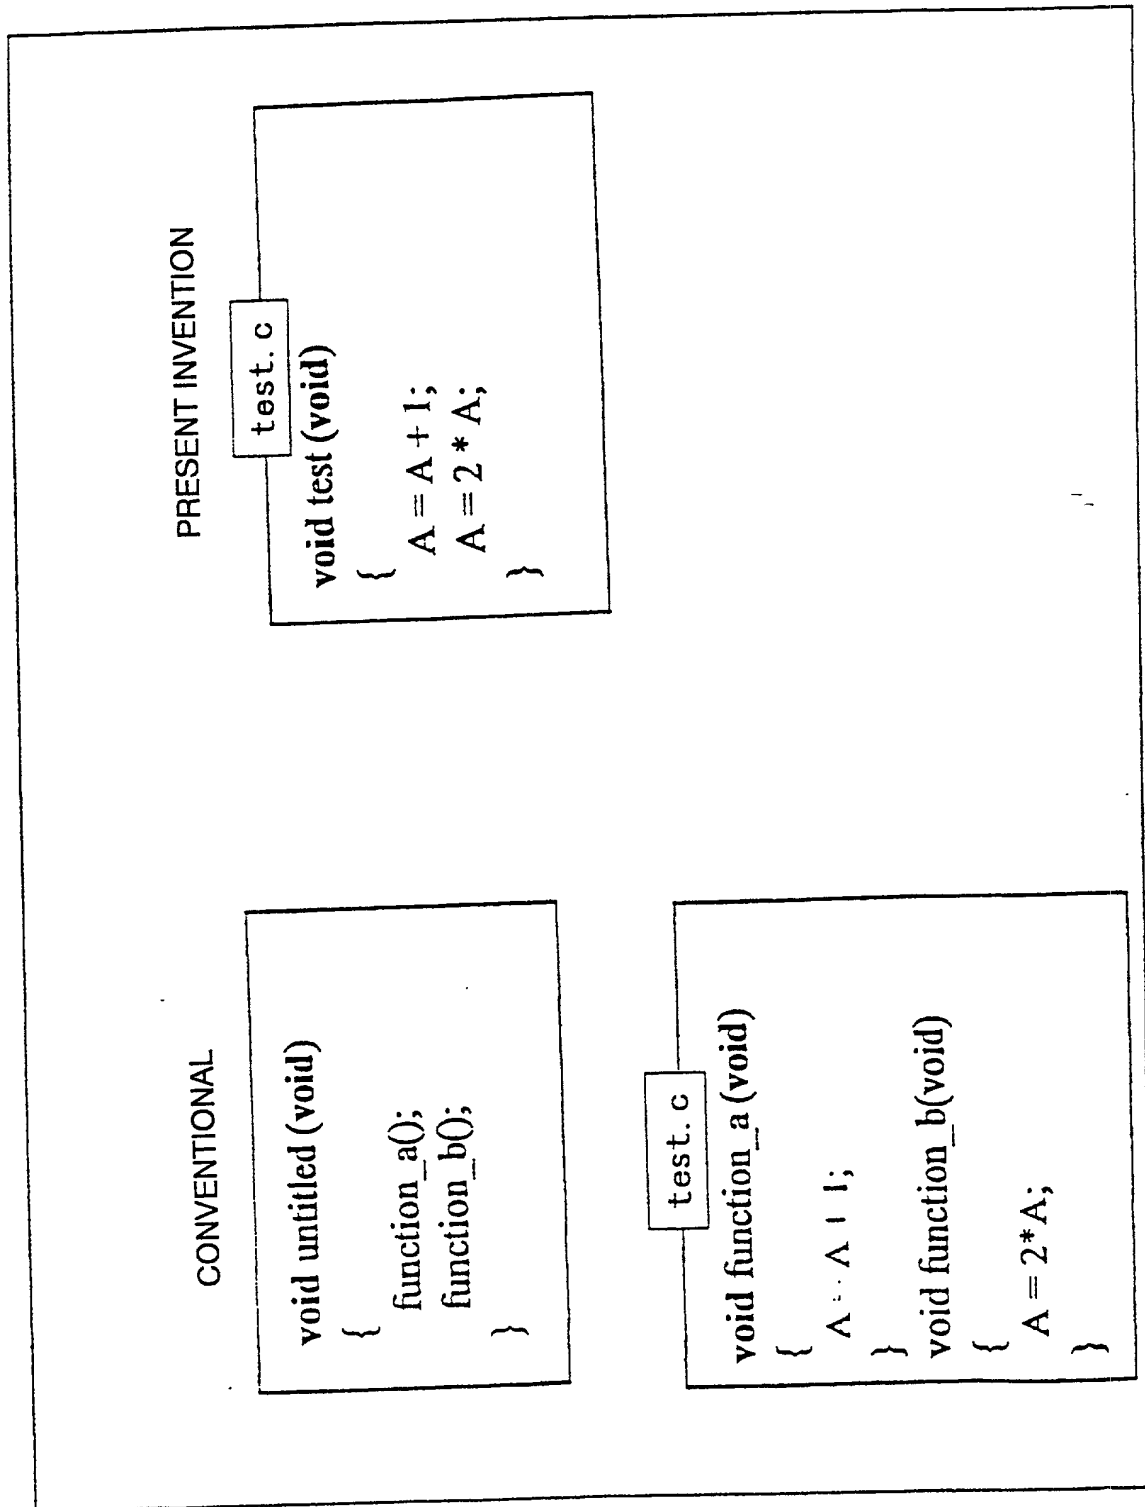 CONVENTIONAL
void untitled (void)
{
function_a();
function_b();
}
test.c
void function_a (void)
{
A = A + 1;
}
void function_b(void)
{
A = 2*A;
}
PRESENT INVENTION
test.c
void test (void)
{
A = A + 1;
A = 2 * A;
}